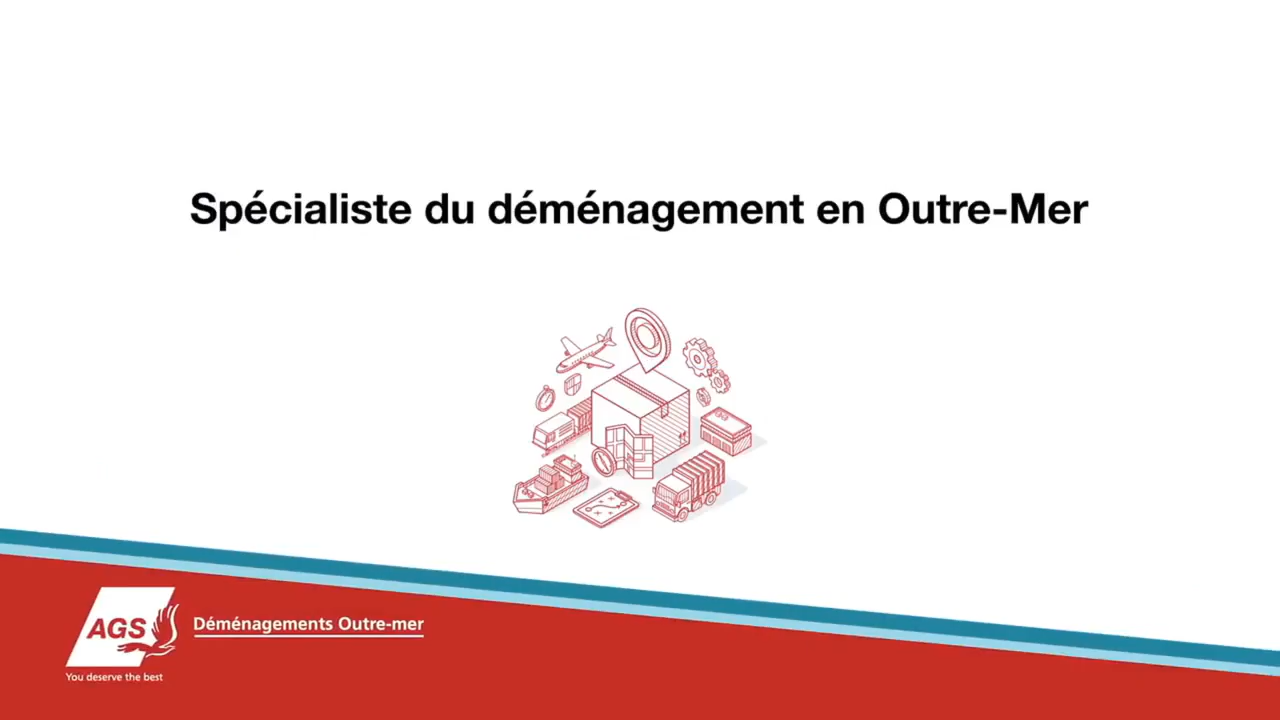 Spécialiste du déménagement en Outre-Mer
AGS
Déménagements Outre-mer
You deserve the best